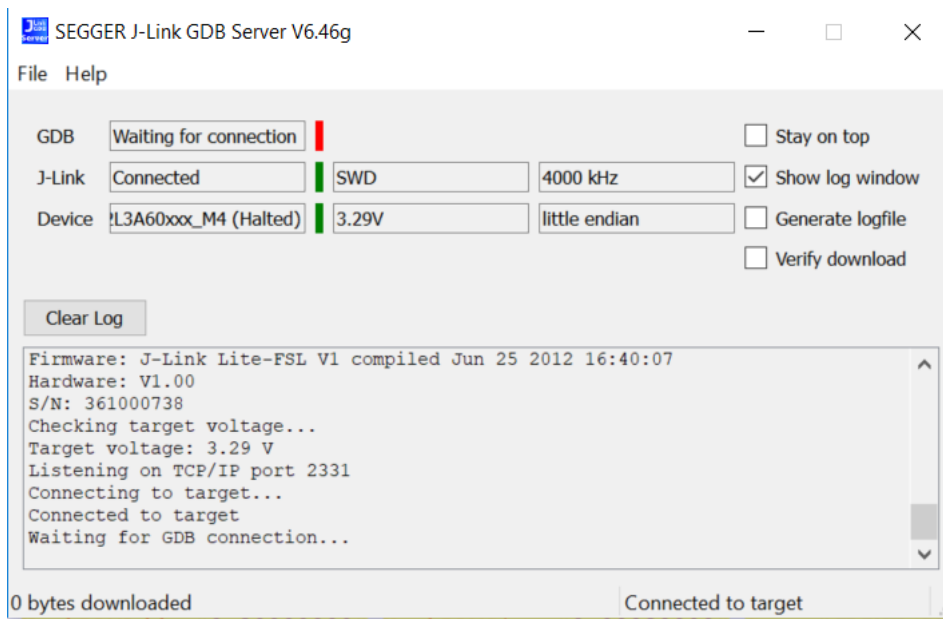 SEGGER J-Link GDB Server V6.46g
File Help
GDB Waiting for connection Stay on top
J-Link Connected SWD 4000 kHz Show log window
Device L3A60xxx_M4 (Halted) 3.29V little endian Generate logfile
Verify download
Clear Log
Firmware: J-Link Lite-FSL V1 compiled Jun 25 2012 16:40:07
Hardware: V1.00
S/N: 361000738
Checking target voltage...
Target voltage: 3.29 V
Listening on TCP/IP port 2331
Connecting to target...
Connected to target
Waiting for GDB connection...
0 bytes downloaded Connected to target